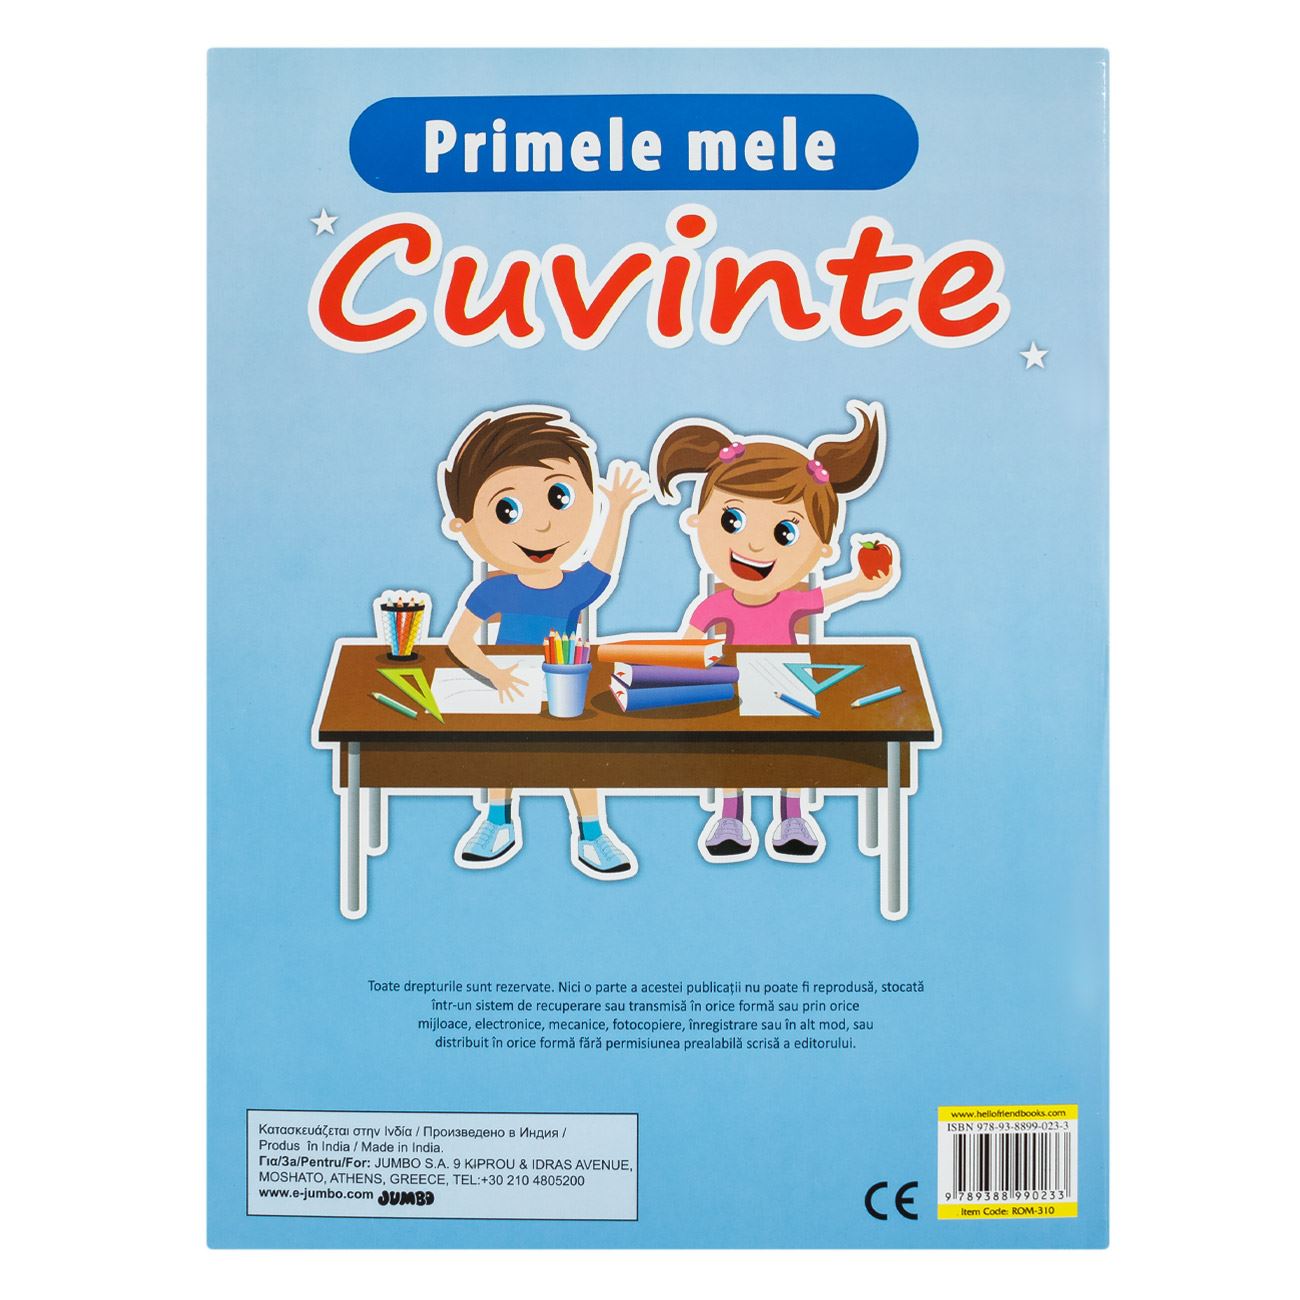 Primele mele
Cuvinte
Toate drepturile sunt rezervate. Nici o parte a acestei publicații nu poate fi reprodusă, stocată
într-un sistem de recuperare sau transmisă în orice formă sau prin orice
mijloace, electronice, mecanice, fotocopiere, înregistrare sau în alt mod, sau
distribuit în orice formă fără permisiunea prealabilă scrisă a editorului.
Κατασκευάζεται στην Ινδία / Произведено в Индия /
Produs în India / Made in India.
Για/За/Pentru/For: JUMBO S.A. 9 KIPROU & IDRAS AVENUE,
MOSHATO, ATHENS, GREECE, TEL:+30 210 4805200
www.e-jumbo.com JUMBO
CE
www.hellofriendbooks.com
ISBN 978-93-8899-023-3
9 789388 990233
Item Code: ROM-310